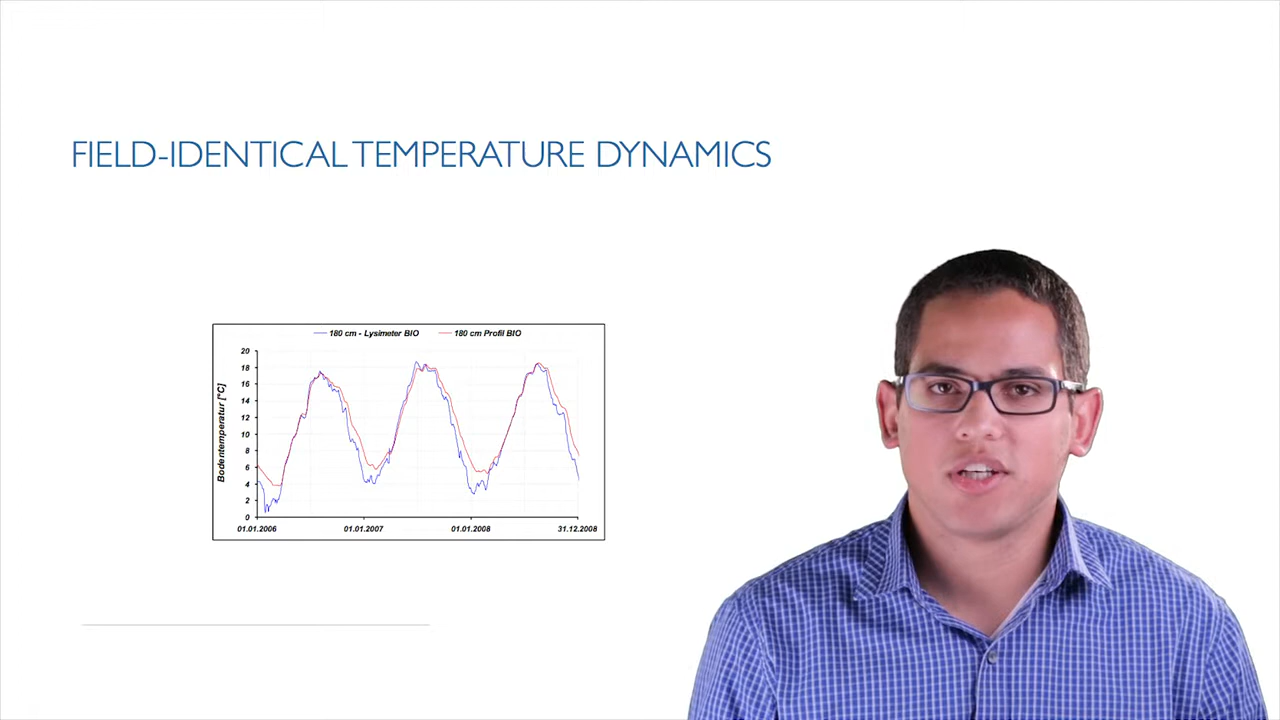 FIELD-IDENTICAL TEMPERATURE DYNAMICS
180 cm - Lysimeter BIO 180 cm Profil BIO
Bodentemperatur [°C]
20
18
16
14
12
10
8
6
4
2
0
01.01.2006 01.01.2007 01.01.2008 31.12.2008